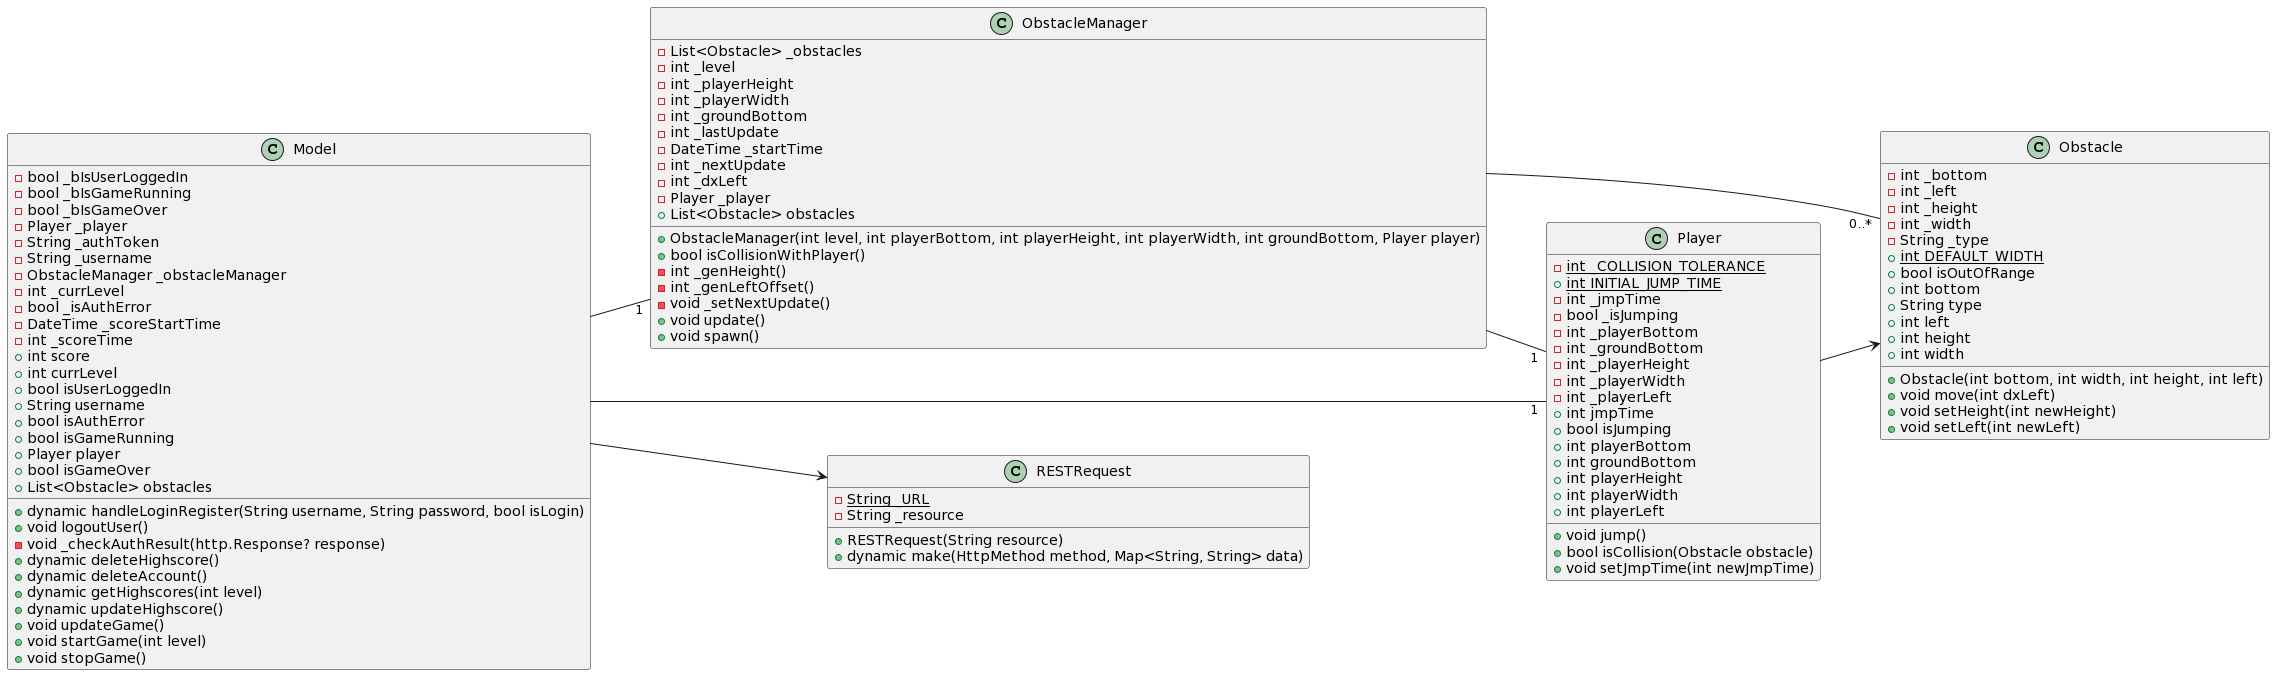 C ObstacleManager
List<Obstacle> _obstacles
int _level
int _playerHeight
int _playerWidth
int _groundBottom
int _lastUpdate
DateTime _startTime
int _nextUpdate
int _dxLeft
Player _player
List<Obstacle> obstacles
ObstacleManager(int level, int playerBottom, int playerHeight, int playerWidth, int groundBottom, Player player)
bool isCollisionWithPlayer()
int _genHeight()
int _genLeftOffset()
void _setNextUpdate()
void update()
void spawn()
C Model
bool _bIsUserLoggedIn
bool _bIsGameRunning
bool _bIsGameOver
Player _player
String _authToken
String _username
ObstacleManager _obstacleManager
int _currLevel
bool _isAuthError
DateTime _scoreStartTime
int _scoreTime
int score
int currLevel
bool isUserLoggedIn
String username
bool isAuthError
bool isGameRunning
Player player
bool isGameOver
List<Obstacle> obstacles
dynamic handleLoginRegister(String username, String password, bool isLogin)
void logoutUser()
void _checkAuthResult(http.Response? response)
dynamic deleteHighscore()
dynamic deleteAccount()
dynamic getHighscores(int level)
dynamic updateHighscore()
void updateGame()
void startGame(int level)
void stopGame()
1
1
1
0..*
C RESTRequest
String _URL
String _resource
RESTRequest(String resource)
dynamic make(HttpMethod method, Map<String, String> data)
C Player
int _COLLISION_TOLERANCE
int INITIAL_JUMP_TIME
int _jmpTime
bool _isJumping
int _playerBottom
int _groundBottom
int _playerHeight
int _playerWidth
int _playerLeft
int jmpTime
bool isJumping
int playerBottom
int groundBottom
int playerHeight
int playerWidth
int playerLeft
void jump()
bool isCollision(Obstacle obstacle)
void setJmpTime(int newJmpTime)
C Obstacle
int _bottom
int _left
int _height
int _width
String _type
int DEFAULT_WIDTH
bool isOutOfRange
int bottom
String type
int left
int height
int width
Obstacle(int bottom, int width, int height, int left)
void move(int dxLeft)
void setHeight(int newHeight)
void setLeft(int newLeft)